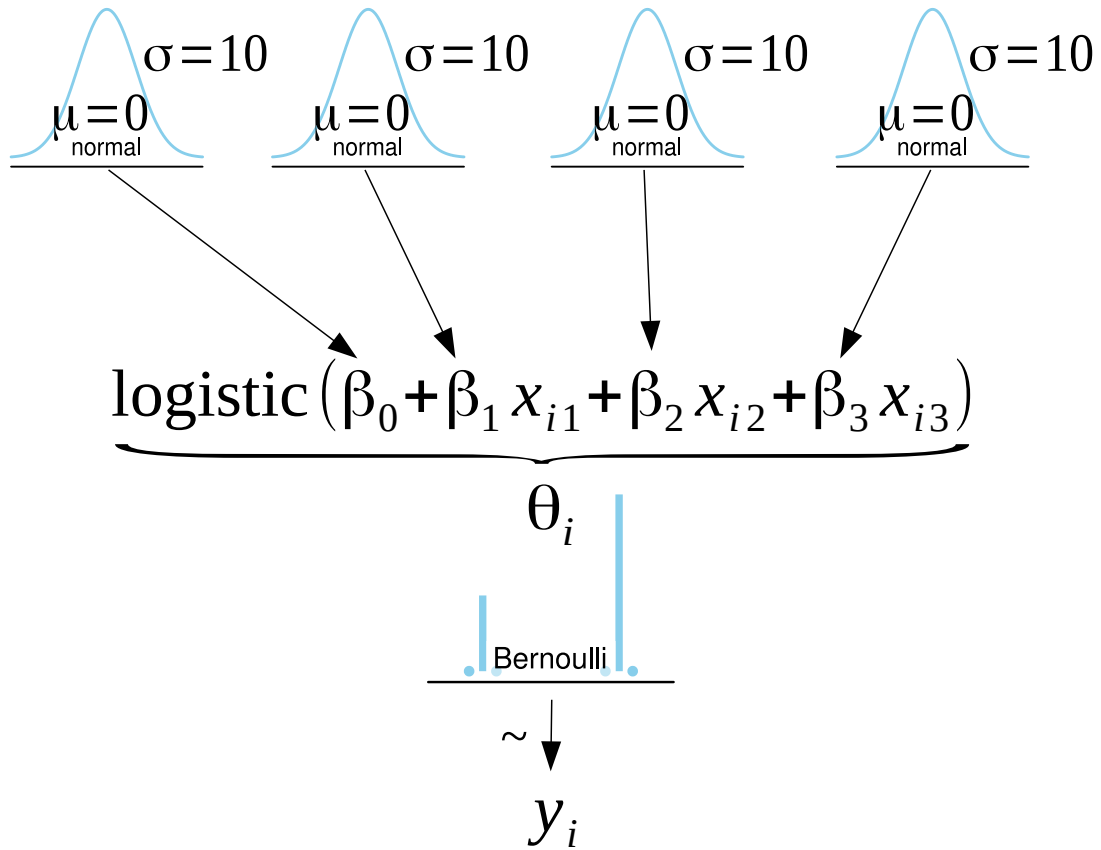 σ=10 σ=10 σ=10 σ=10
μ=0 μ=0 μ=0 μ=0
normal normal normal normal
logistic(β₀+β₁ xᵢ₁+β₂ xᵢ₂+β₃ xᵢ₃)
θᵢ
Bernoulli
~
yᵢ